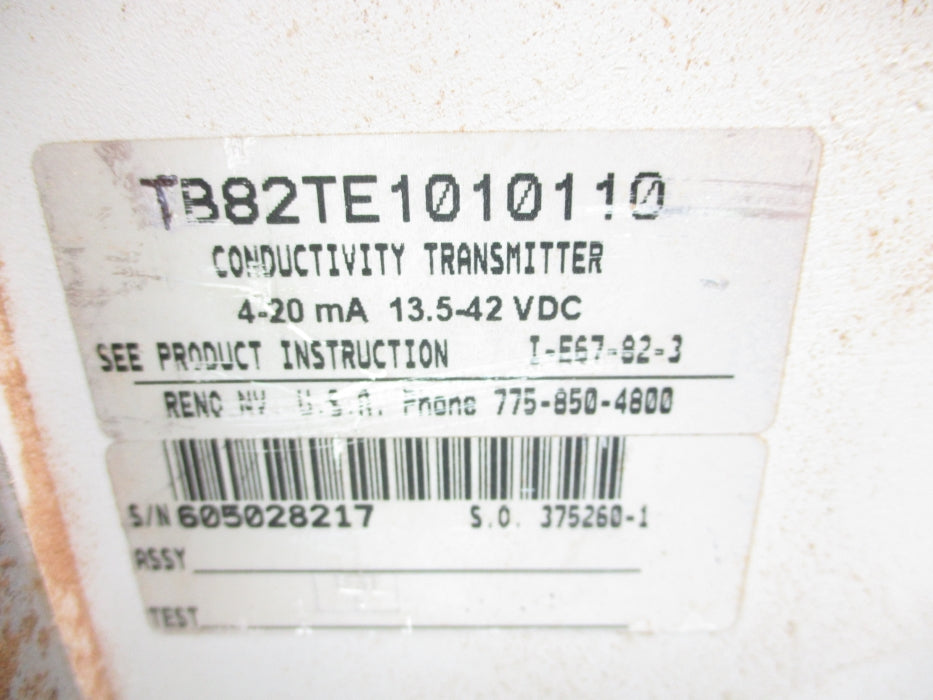 TB82TE1010110
CONDUCTIVITY TRANSMITTER
4-20 mA 13.5-42 VDC
SEE PRODUCT INSTRUCTION I-E67-82-3
RENO NV. U.S.A. Phone 775-850-4800
S/N 605028217 S.O. 375260-1
ASSY
TEST